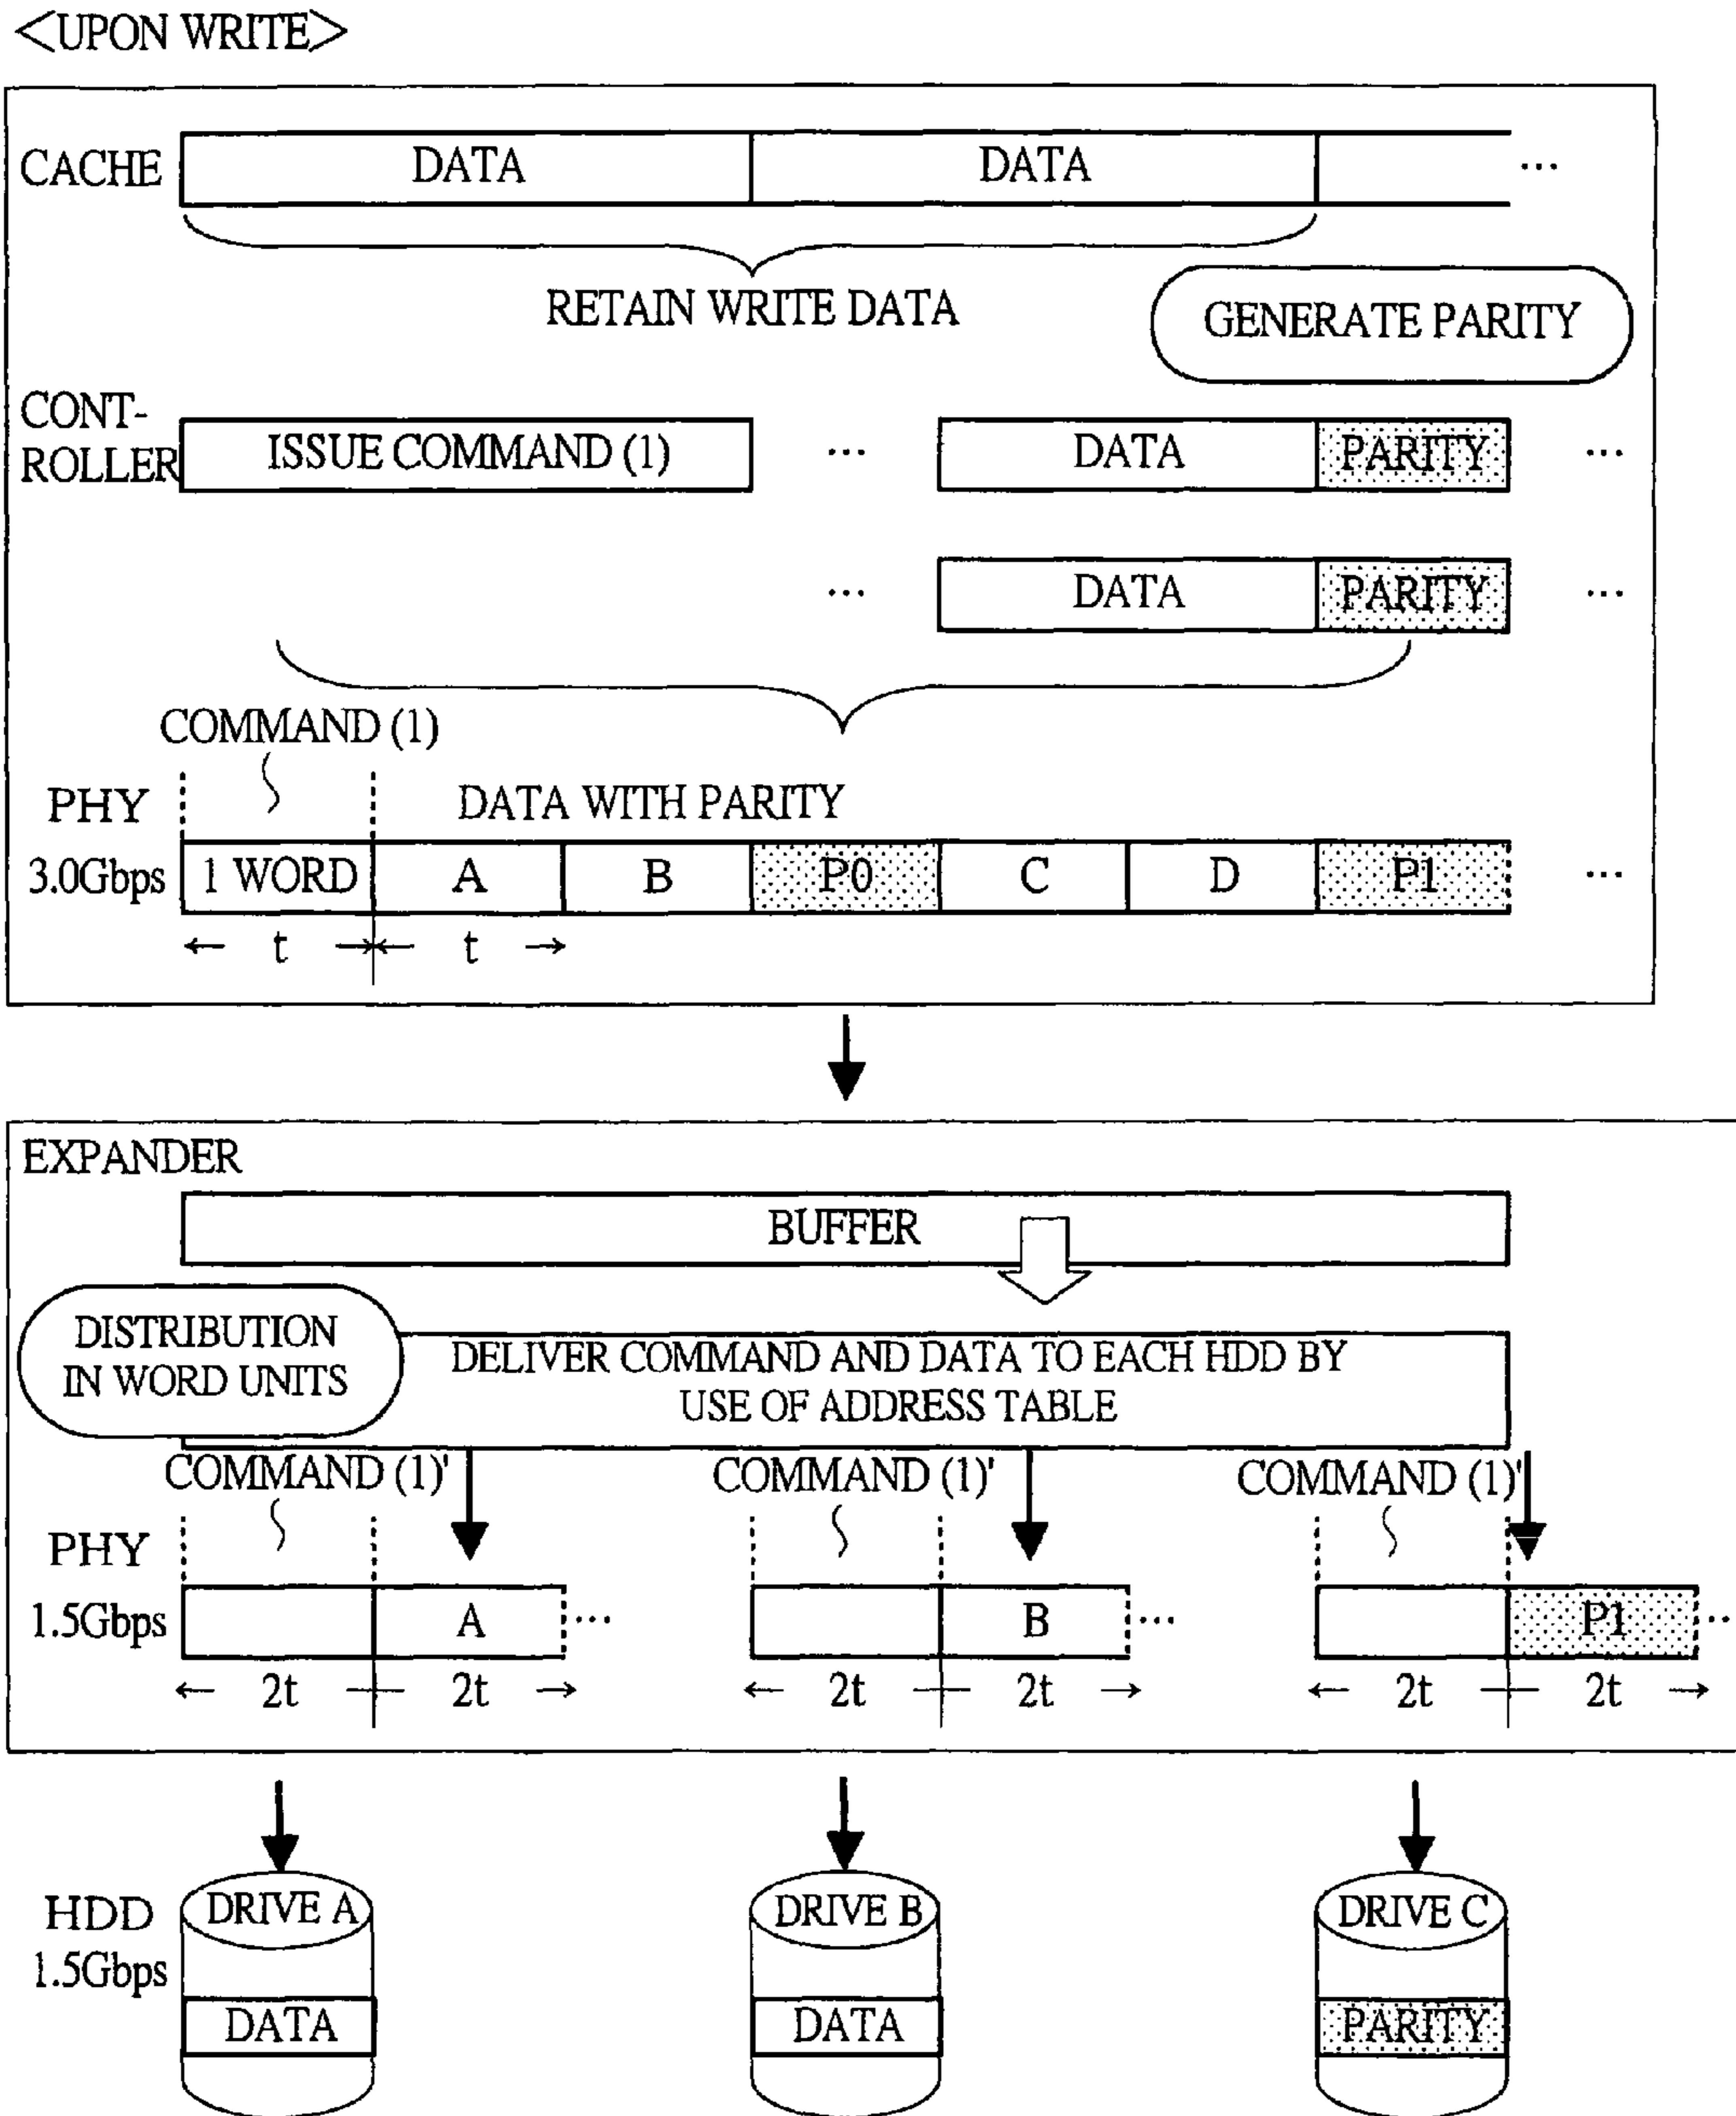 <UPON WRITE>
CACHE DATA DATA ...
RETAIN WRITE DATA
GENERATE PARITY
CONT-
ROLLER ISSUE COMMAND (1) ... DATA PARITY ...
... DATA PARITY ...
COMMAND (1)
PHY DATA WITH PARITY
3.0Gbps 1 WORD A B P0 C D P1 ...
← t →← t →
EXPANDER
BUFFER
DISTRIBUTION
IN WORD UNITS
DELIVER COMMAND AND DATA TO EACH HDD BY
USE OF ADDRESS TABLE
COMMAND (1)' COMMAND (1)' COMMAND (1)'
PHY
1.5Gbps A ... B ... P1 ..
← 2t — 2t → ← 2t — 2t → ← 2t — 2t →
HDD DRIVE A DRIVE B DRIVE C
1.5Gbps
DATA DATA PARITY